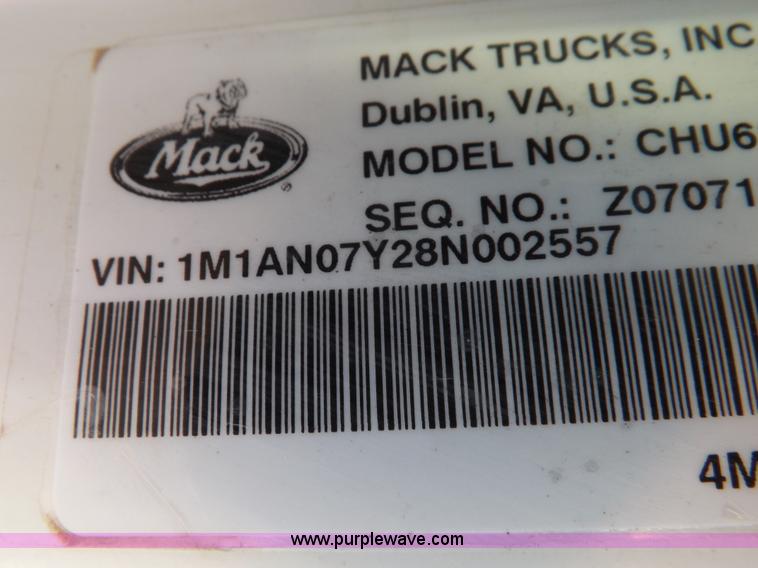 Mack
®
MACK TRUCKS, INC
Dublin, VA, U.S.A.
MODEL NO.: CHU6
SEQ. NO.: Z07071
VIN: 1M1AN07Y28N002557
4M
www.purplewave.com